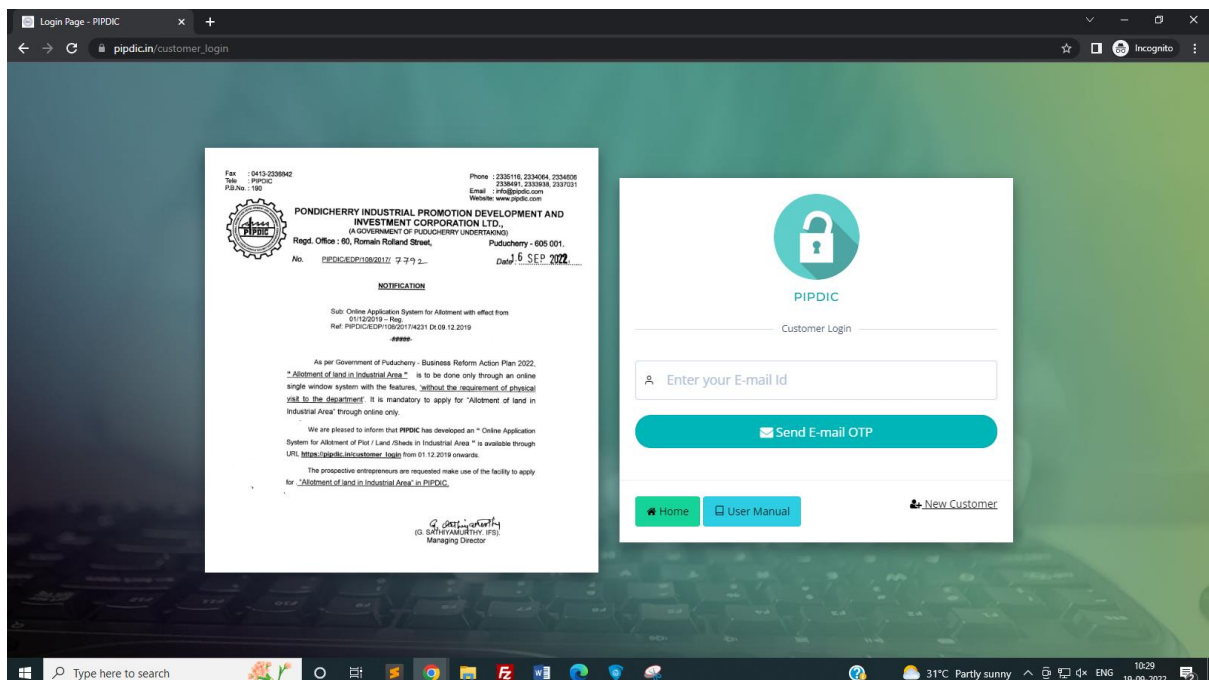 Login Page - PIPDIC
pipdic.in/customer_login
Incognito
Fax : 0413-2336842
Tele : PIPDIC
P.B.No. : 190
Phone : 2335116, 2334064, 2334606
2338491, 2333938, 2337031
Email : info@pipdic.com
Website: www.pipdic.com
PIPDIC
PONDICHERRY INDUSTRIAL PROMOTION DEVELOPMENT AND
INVESTMENT CORPORATION LTD.,
(A GOVERNMENT OF PUDUCHERRY UNDERTAKING)
Regd. Office : 60, Romain Rolland Street, Puducherry - 605 001.
No. PIPDIC/EDP/108/2017/ 7792 Date: 16 SEP 2022.
NOTIFICATION
Sub: Online Application System for Allotment with effect from
01/12/2019 – Reg.
Ref: PIPDIC/EDP/108/2017/4231 Dt.09.12.2019
-#####-
As per Government of Puducherry - Business Reform Action Plan 2022,
" Allotment of land in Industrial Area " is to be done only through an online
single window system with the features, 'without the requirement of physical
visit to the department'. It is mandatory to apply for "Allotment of land in
Industrial Area" through online only.
We are pleased to inform that PIPDIC has developed an " Online Application
System for Allotment of Plot / Land /Sheds in Industrial Area " is available through
URL https://pipdic.in/customer_login from 01.12.2019 onwards.
The prospective entrepreneurs are requested make use of the facility to apply
for "Allotment of land in Industrial Area" in PIPDIC.
(G. SATHIYAMURTHY. IFS).
Managing Director
PIPDIC
Customer Login
Enter your E-mail Id
Send E-mail OTP
Home
User Manual
New Customer
Type here to search
31°C Partly sunny
ENG
10:29
19-09-2022